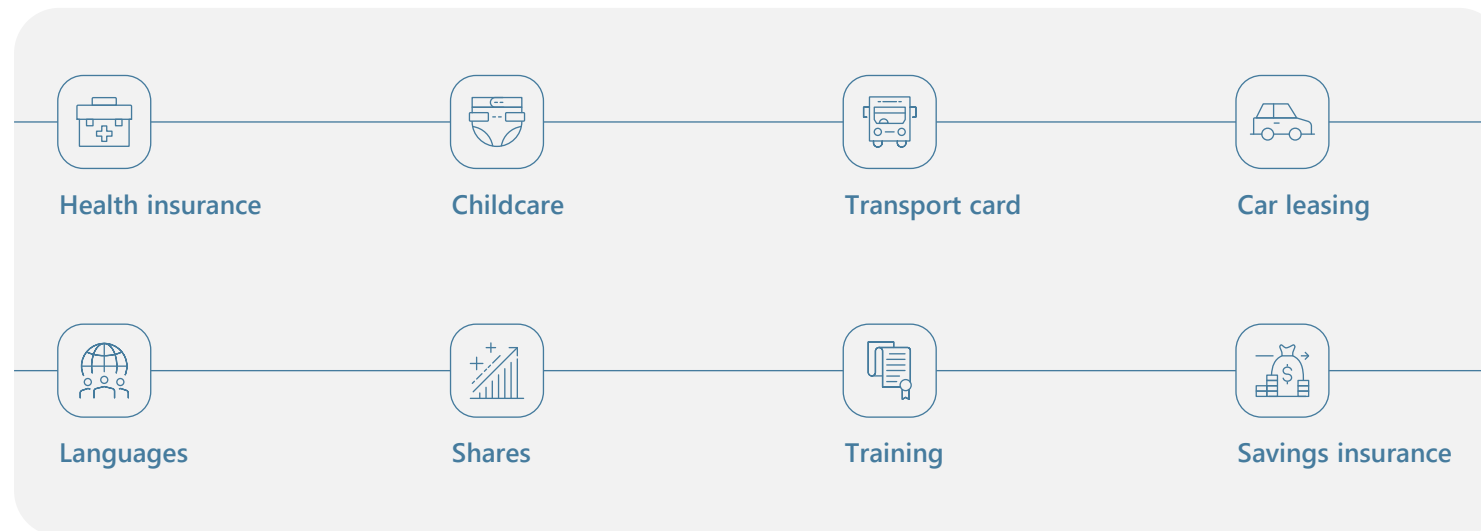 Health insurance
Childcare
Transport card
Car leasing
$
Languages
Shares
Training
Savings insurance